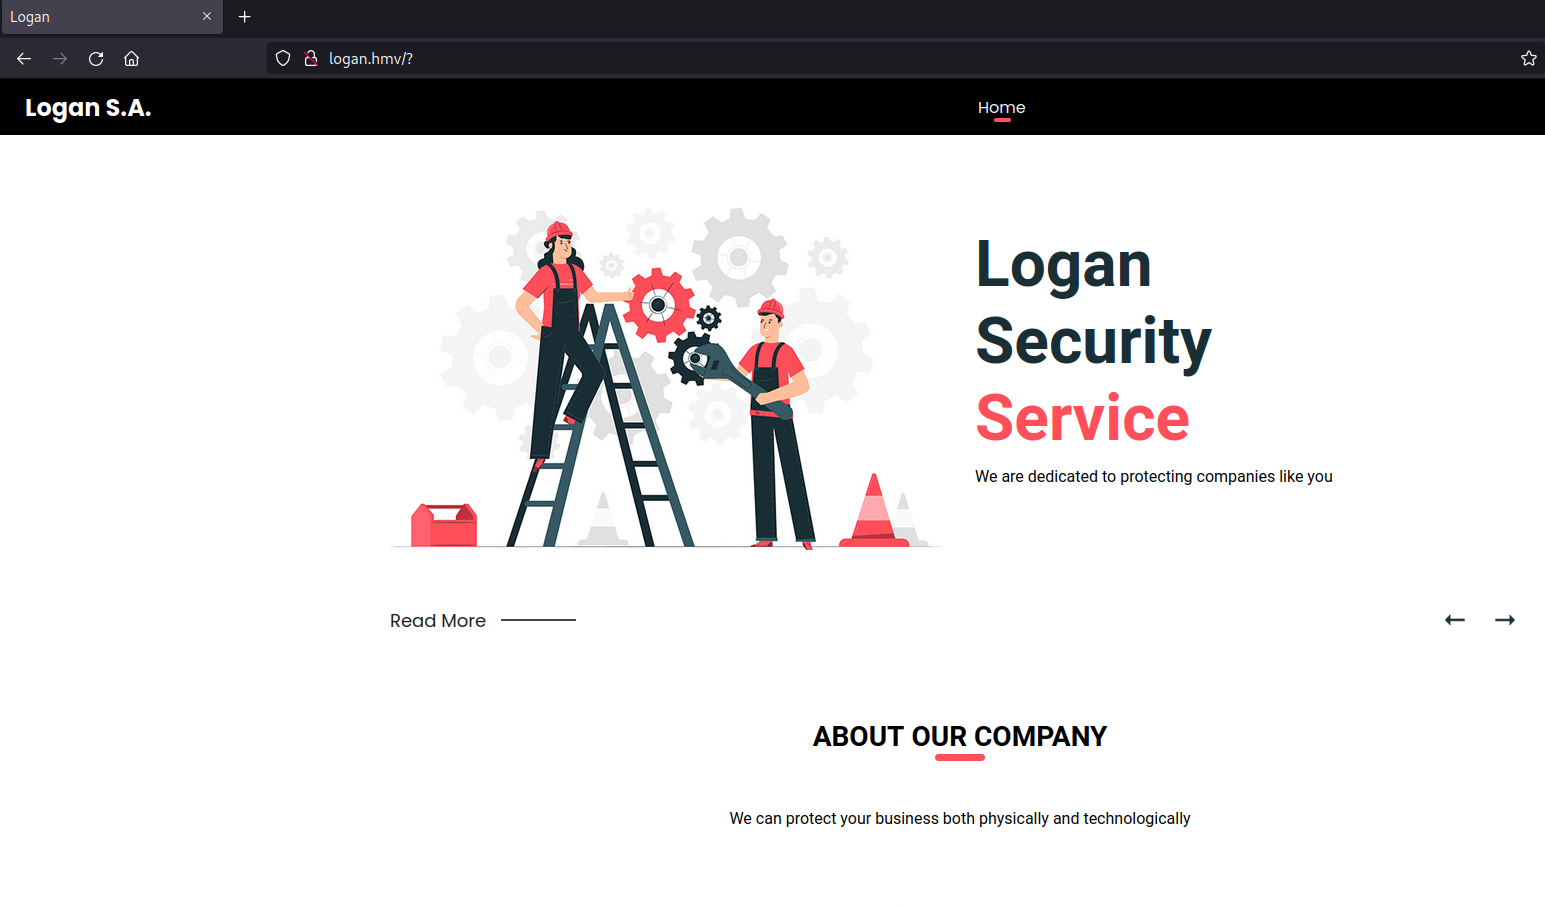 Logan
logan.hmv/?
Logan S.A.
Home
Logan
Security
Service
We are dedicated to protecting companies like you
Read More
ABOUT OUR COMPANY
We can protect your business both physically and technologically